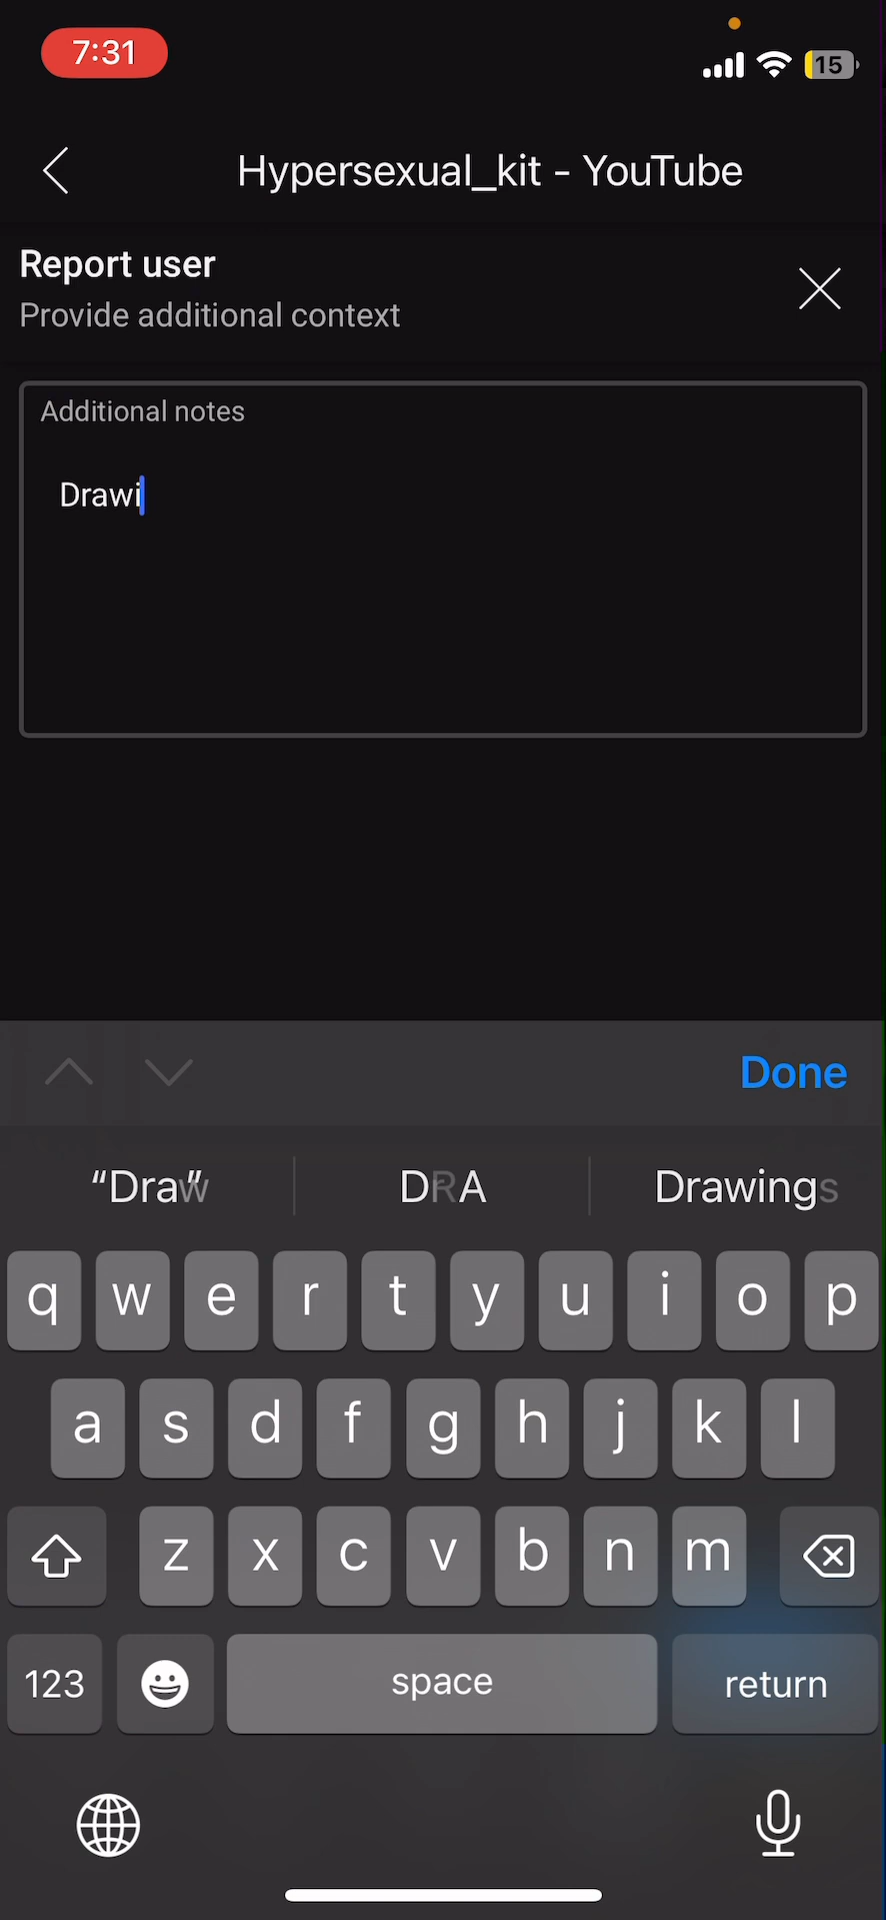 7:31
15
Hypersexual_kit - YouTube
Report user
Provide additional context
Additional notes
Drawi
Done
“Dra” DRA Drawings
q w e r t y u i o p
a s d f g h j k l
z x c v b n m
123 space return